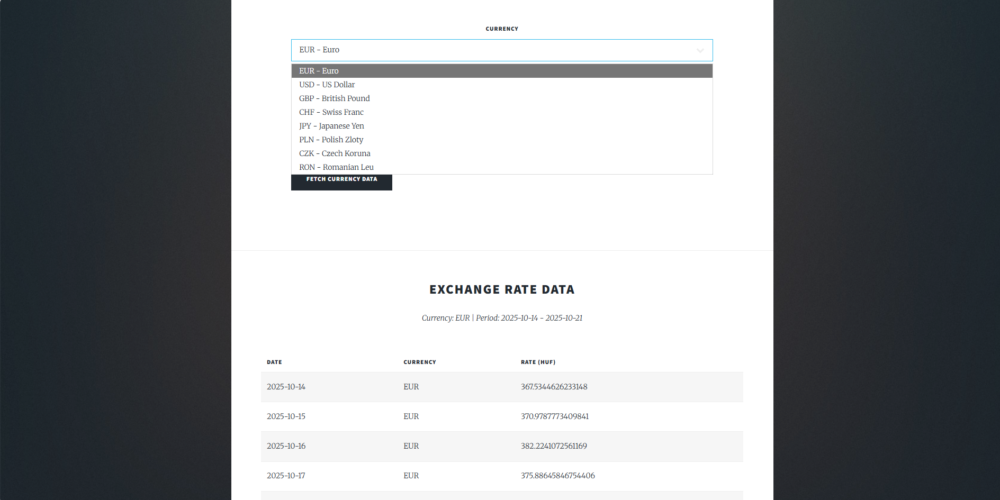 CURRENCY
EUR - Euro
EUR - Euro
USD - US Dollar
GBP - British Pound
CHF - Swiss Franc
JPY - Japanese Yen
PLN - Polish Zloty
CZK - Czech Koruna
RON - Romanian Leu
FETCH CURRENCY DATA
EXCHANGE RATE DATA
Currency: EUR | Period: 2025-10-14 - 2025-10-21
DATE CURRENCY RATE (HUF)
2025-10-14 EUR 367.5344626233148
2025-10-15 EUR 370.9787773409841
2025-10-16 EUR 382.2241072561169
2025-10-17 EUR 375.88645846754406